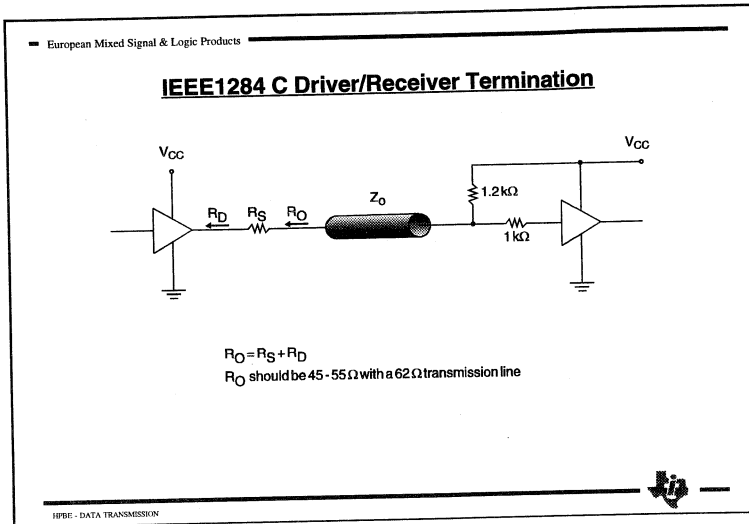 European Mixed Signal & Logic Products
IEEE1284 C Driver/Receiver Termination
VCC
VCC
1.2kΩ
RD RS RO
Zo
1kΩ
RO=RS+RD
RO should be 45-55Ω with a 62Ω transmission line
HPBE - DATA TRANSMISSION